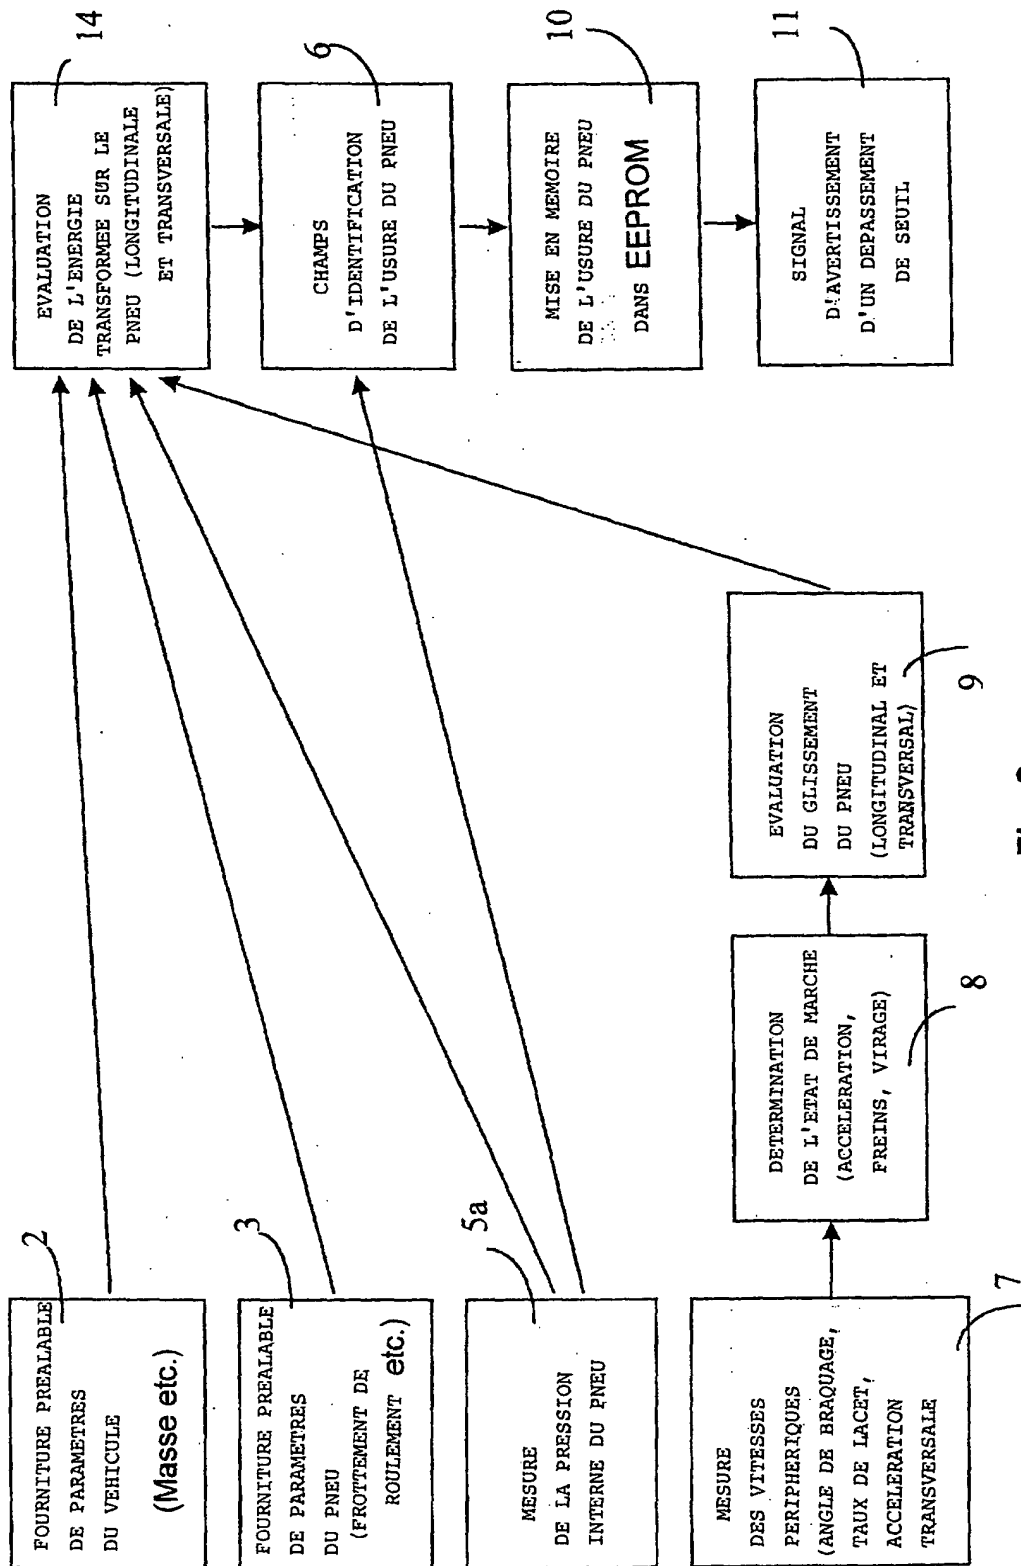 FOURNITURE PREALABLE
DE PARAMETRES
DU VEHICULE
(Masse etc.)
2
FOURNITURE PREALABLE
DE PARAMETRES
DU PNEU
(FROTTEMENT DE
ROULEMENT etc.)
3
MESURE
DE LA PRESSION
INTERNE DU PNEU
5a
MESURE
DES VITESSES
PERIPHERIQUES
(ANGLE DE BRAQUAGE,
TAUX DE LACET,
ACCELERATION
TRANSVERSALE
7
DETERMINATION
DE L'ETAT DE MARCHE
(ACCELERATION,
FREINS, VIRAGE)
8
EVALUATION
DU GLISSEMENT
DU PNEU
(LONGITUDINAL ET
TRANSVERSAL)
9
EVALUATION
DE L'ENERGIE
TRANSFORMEE SUR LE
PNEU (LONGITUDINALE
ET TRANSVERSALE)
14
CHAMPS
D'IDENTIFICATION
DE L'USURE DU PNEU
6
MISE EN MEMOIRE
DE L'USURE DU PNEU
DANS EEPROM
10
SIGNAL
D'AVERTISSEMENT
D'UN DEPASSEMENT
DE SEUIL
11